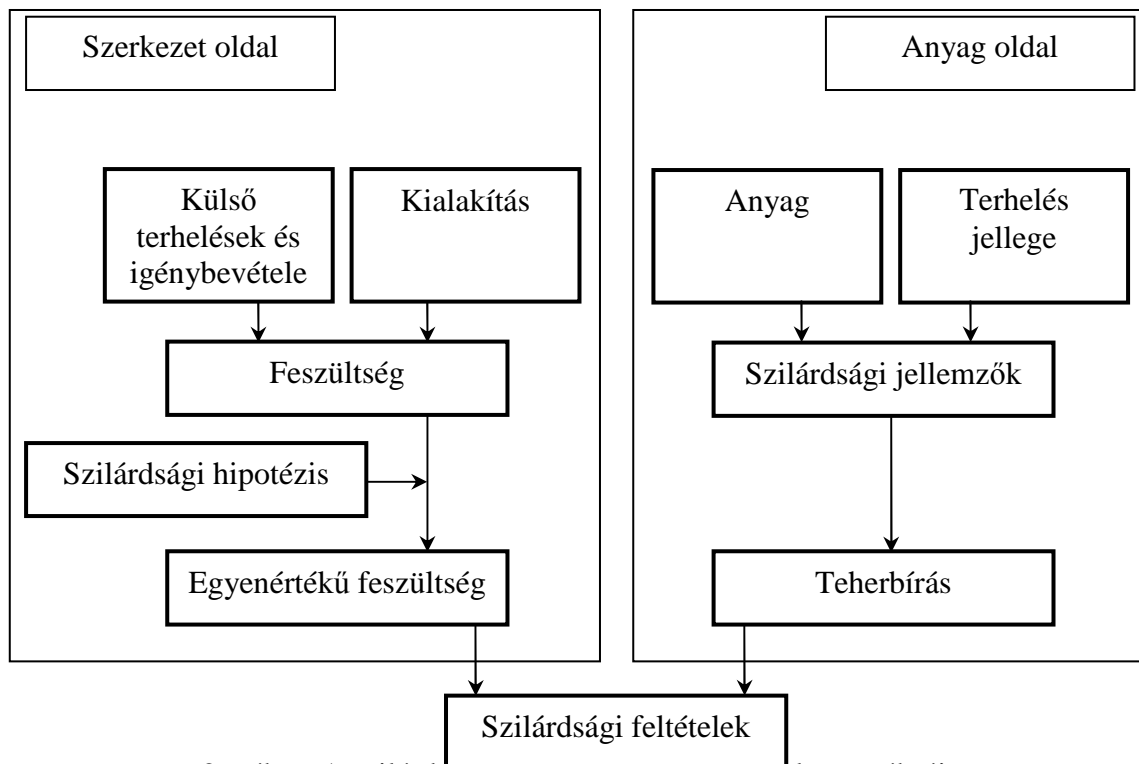 Szerkezet oldal
Anyag oldal
Külső
terhelések és
igénybevétele
Kialakítás
Anyag
Terhelés
jellege
Feszültség
Szilárdsági jellemzők
Szilárdsági hipotézis
Egyenértékű feszültség
Teherbírás
Szilárdsági feltételek